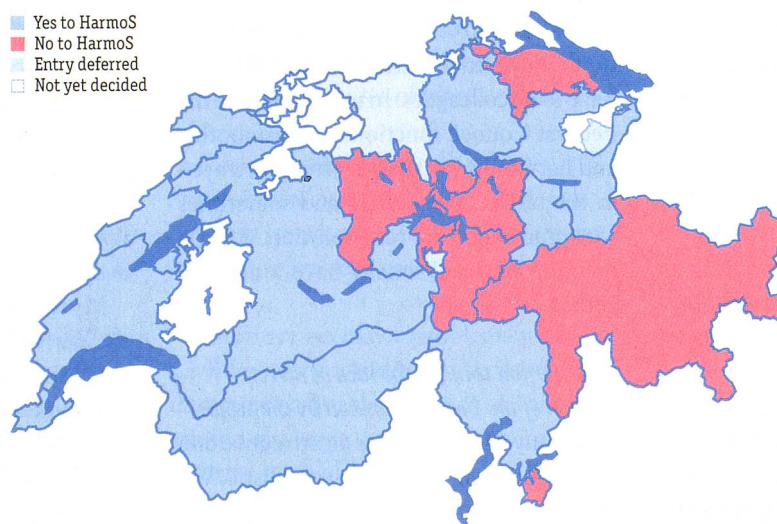 Yes to HarmoS
No to HarmoS
Entry deferred
Not yet decided